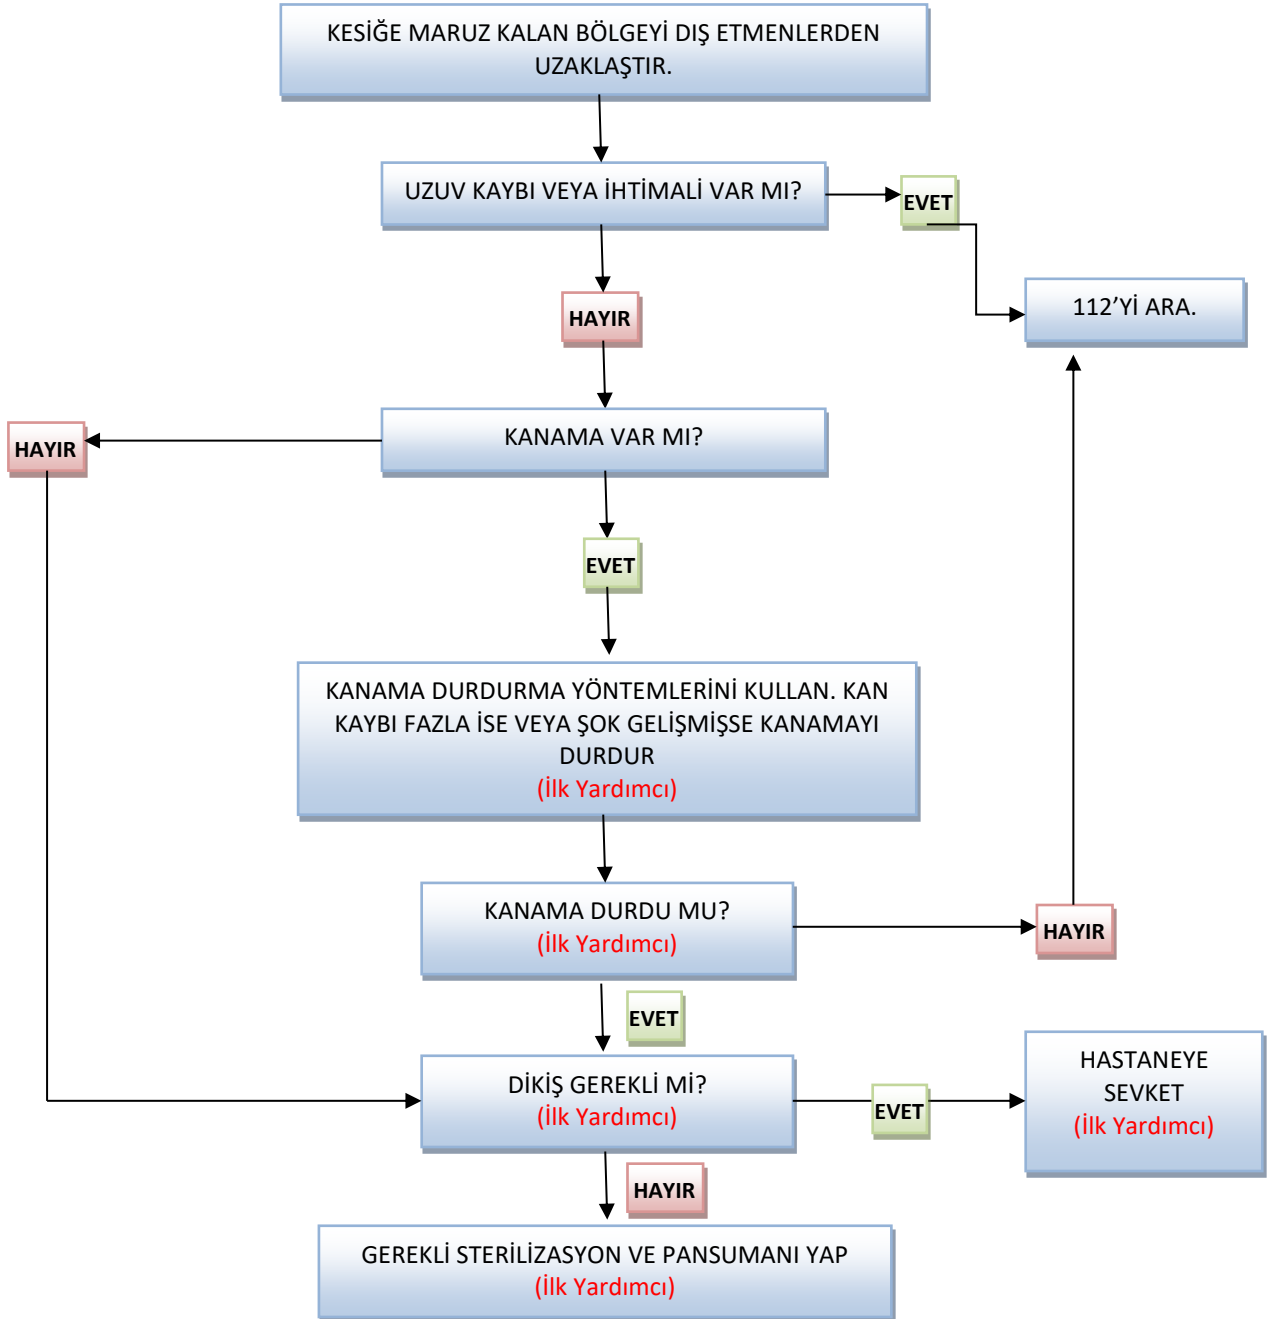 KESİĞE MARUZ KALAN BÖLGEYİ DIŞ ETMENLERDEN
UZAKLAŞTIR.
UZUV KAYBI VEYA İHTİMALİ VAR MI?
EVET
HAYIR
112’Yİ ARA.
KANAMA VAR MI?
HAYIR
EVET
KANAMA DURDURMA YÖNTEMLERİNİ KULLAN. KAN
KAYBI FAZLA İSE VEYA ŞOK GELİŞMİŞSE KANAMAYI
DURDUR
(İlk Yardımcı)
KANAMA DURDU MU?
(İlk Yardımcı)
HAYIR
EVET
DİKİŞ GEREKLİ Mİ?
(İlk Yardımcı)
EVET
HASTANEYE
SEVKET
(İlk Yardımcı)
HAYIR
GEREKLİ STERİLİZASYON VE PANSUMANI YAP
(İlk Yardımcı)